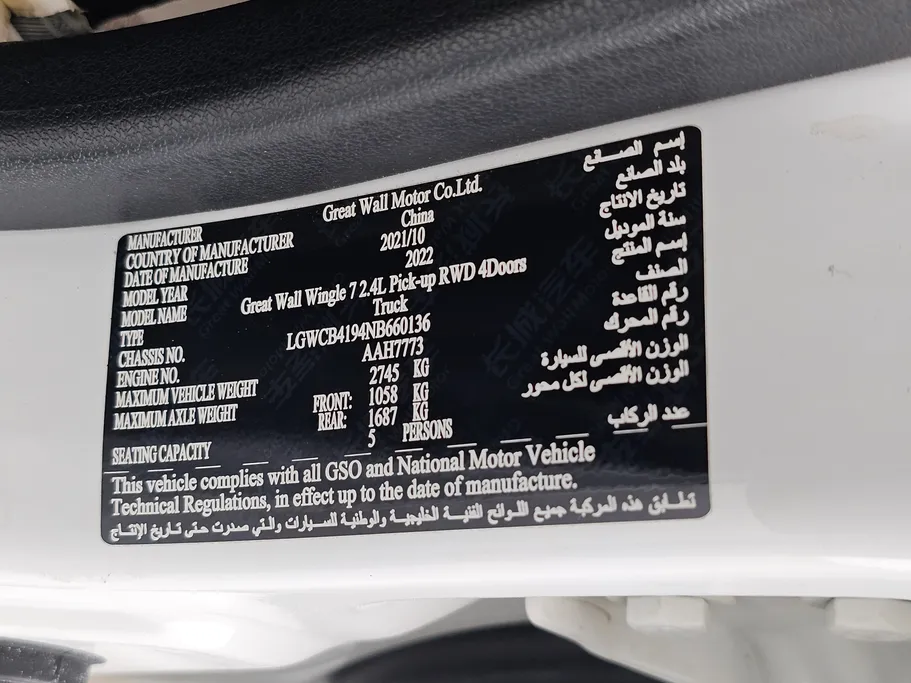 MANUFACTURER Great Wall Motor Co.Ltd. إسم الصانع
COUNTRY OF MANUFACTURER China بلد الصانع
DATE OF MANUFACTURE 2021/10 تاريخ الانتاج
MODEL YEAR 2022 سنة الموديل
MODEL NAME Great Wall Wingle 7 2.4L Pick-up RWD 4Doors إسم المنتج
TYPE Truck الصنف
CHASSIS NO. LGWCB4194NB660136 رقم القاعدة
ENGINE NO. AAH7773 رقم المحرك
MAXIMUM VEHICLE WEIGHT 2745 KG الوزن الأقصى للسيارة
MAXIMUM AXLE WEIGHT FRONT: 1058 KG الوزن الأقصى لكل محور
REAR: 1687 KG
SEATING CAPACITY 5 PERSONS عدد الركاب
This vehicle complies with all GSO and National Motor Vehicle
Technical Regulations, in effect up to the date of manufacture.
تطابق هذه المركبة جميع اللوائح الفنية الخليجية والوطنية للسيارات والتي صدرت حتى تاريخ الإنتاج
长城汽车